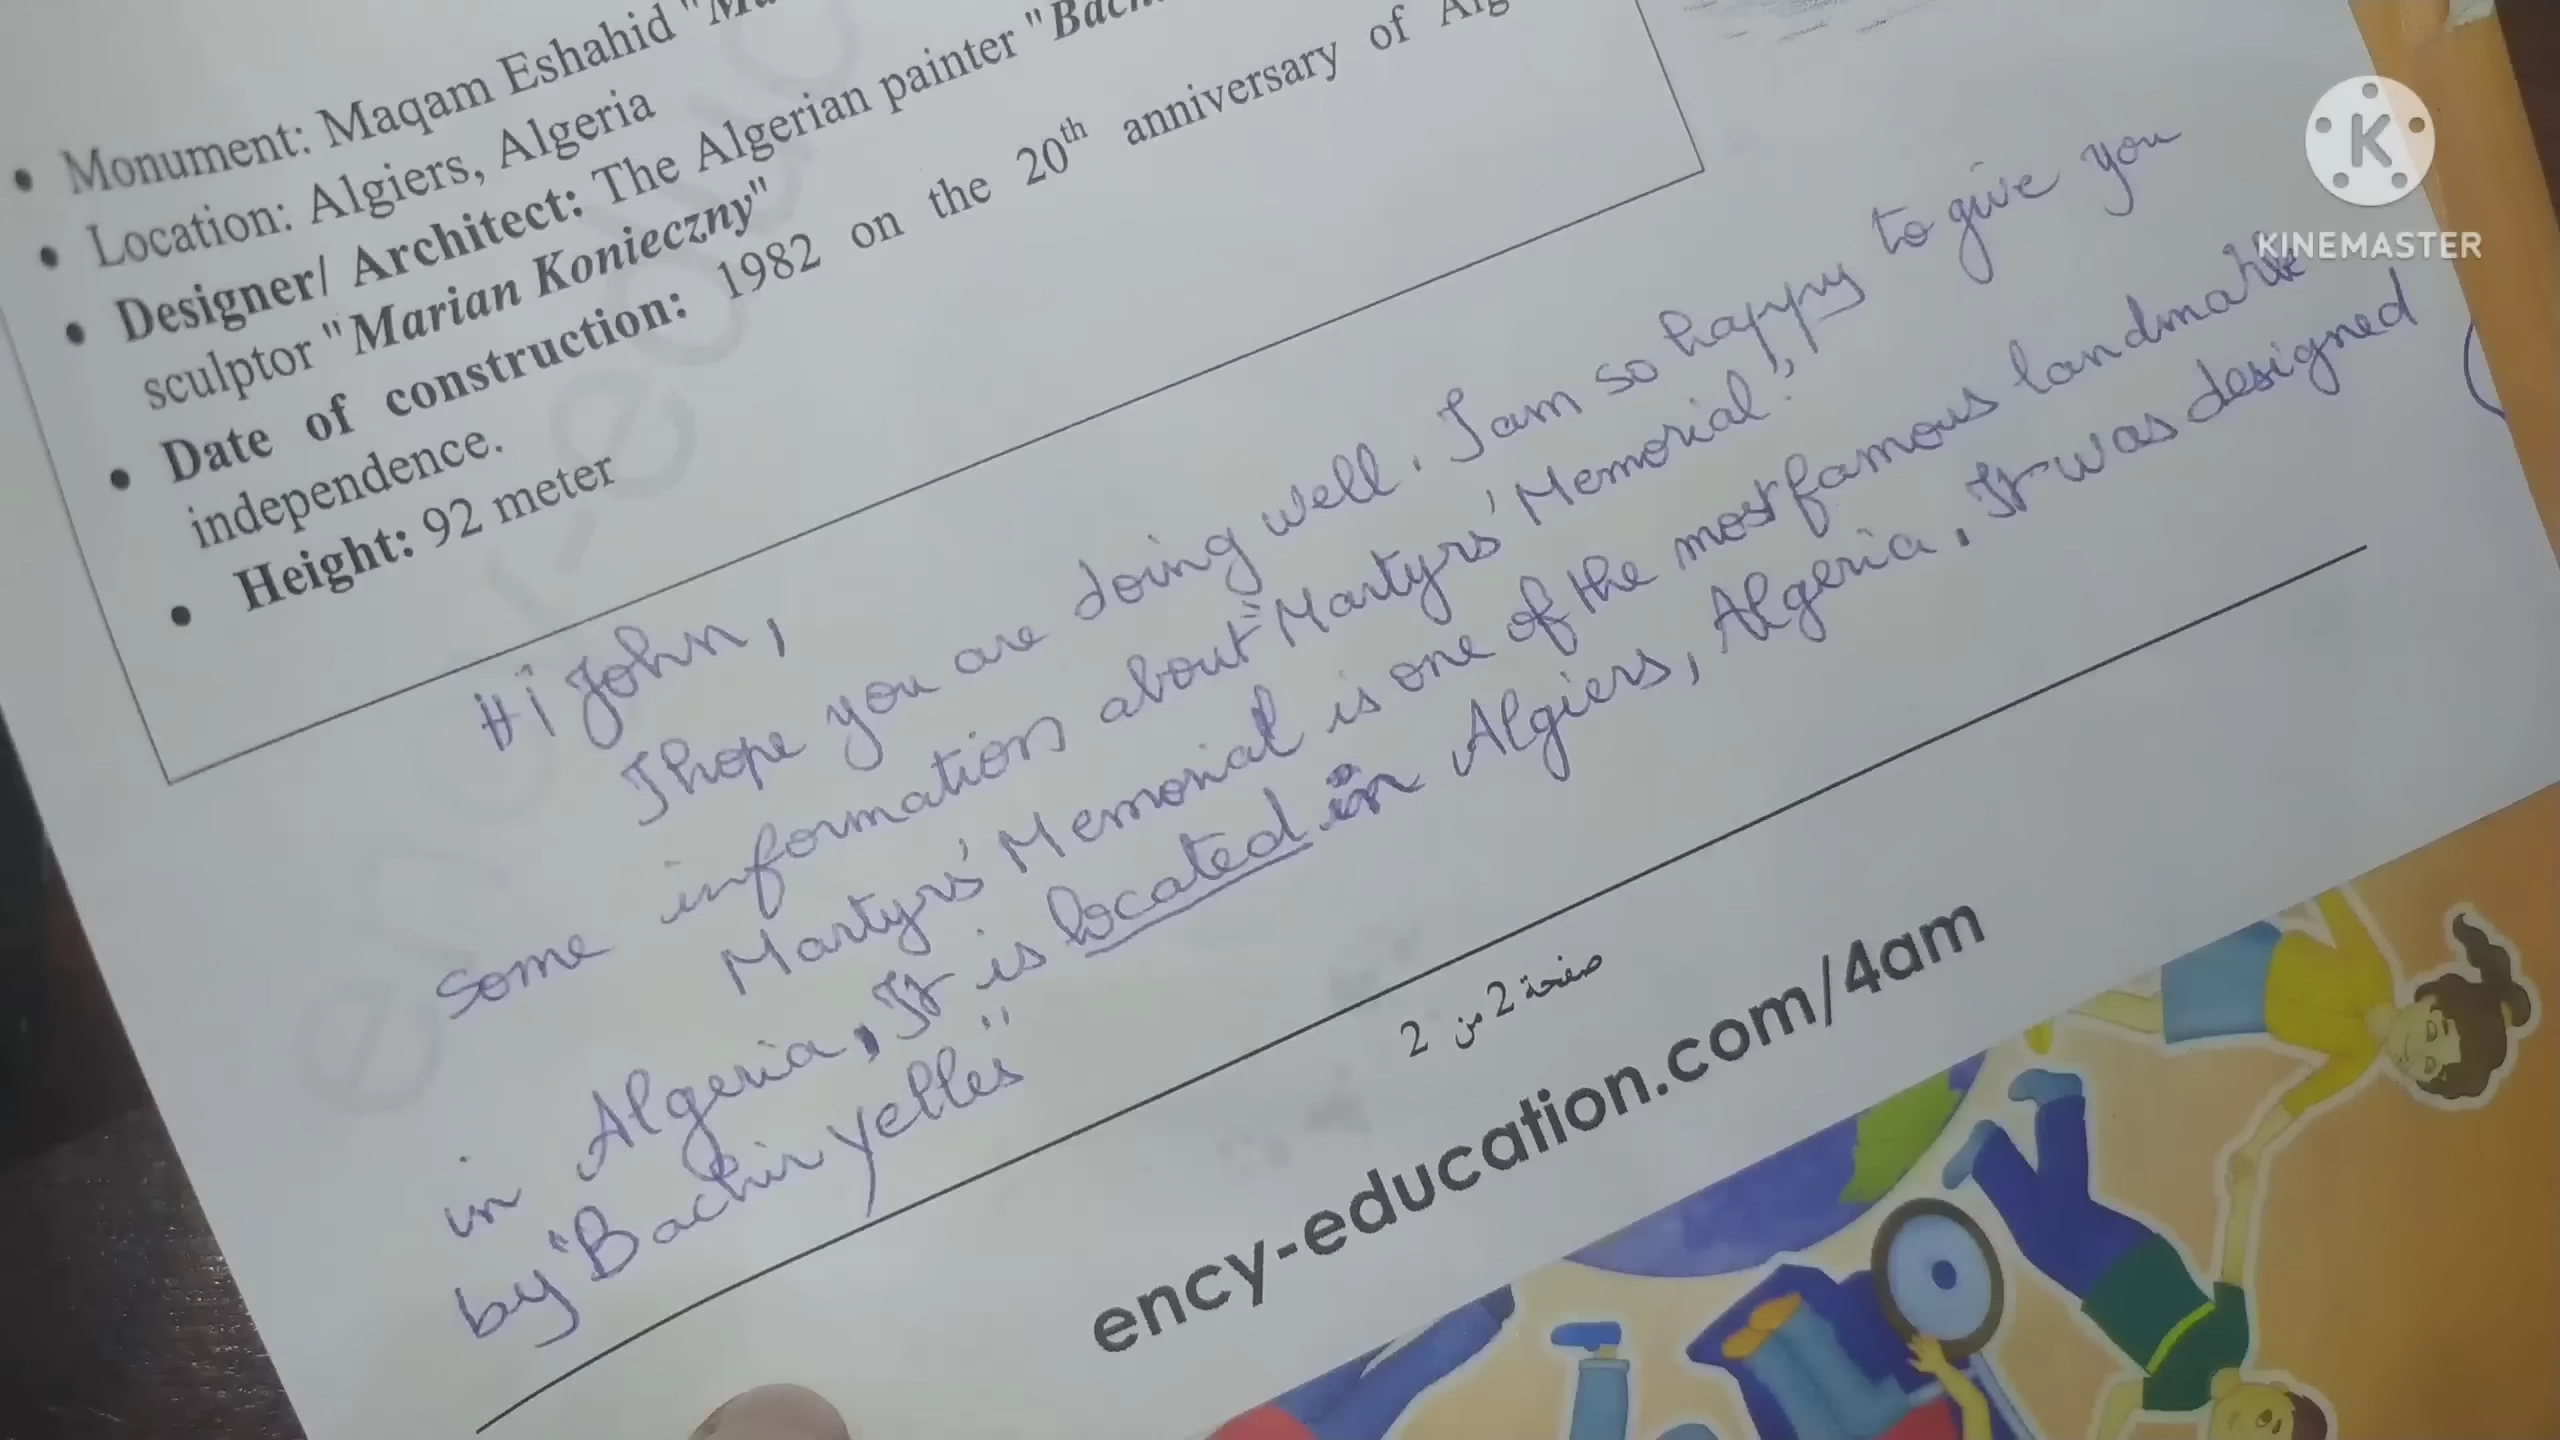 • Monument: Maqam Eshahid
• Location: Algiers, Algeria
• Designer/ Architect: The Algerian painter
sculptor "Marian Konieczny"
• Date of construction: 1982 on the 20th anniversary of
independence.
• Height: 92 meter
Hi John,
I hope you are doing well. I am so happy to give you
some information about "Martyrs' Memorial".
Martyrs' Memorial is one of the most famous landmark
in Algeria. It is located in Algiers, Algeria. It was designed
by "Bachir yelles"
صفحة 2 من 2
ency-education.com/4am
KINEMASTER